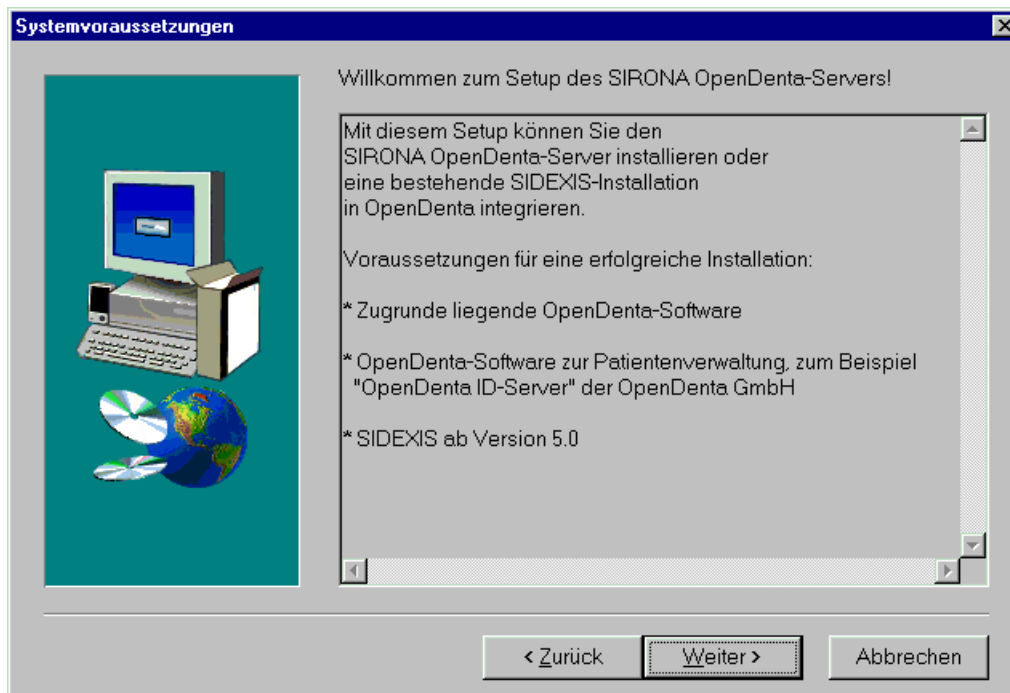 Systemvoraussetzungen
Willkommen zum Setup des SIRONA OpenDenta-Servers!
Mit diesem Setup können Sie den
SIRONA OpenDenta-Server installieren oder
eine bestehende SIDEXIS-Installation
in OpenDenta integrieren.
Voraussetzungen für eine erfolgreiche Installation:
* Zugrunde liegende OpenDenta-Software
* OpenDenta-Software zur Patientenverwaltung, zum Beispiel
"OpenDenta ID-Server" der OpenDenta GmbH
* SIDEXIS ab Version 5.0
< Zurück
Weiter >
Abbrechen